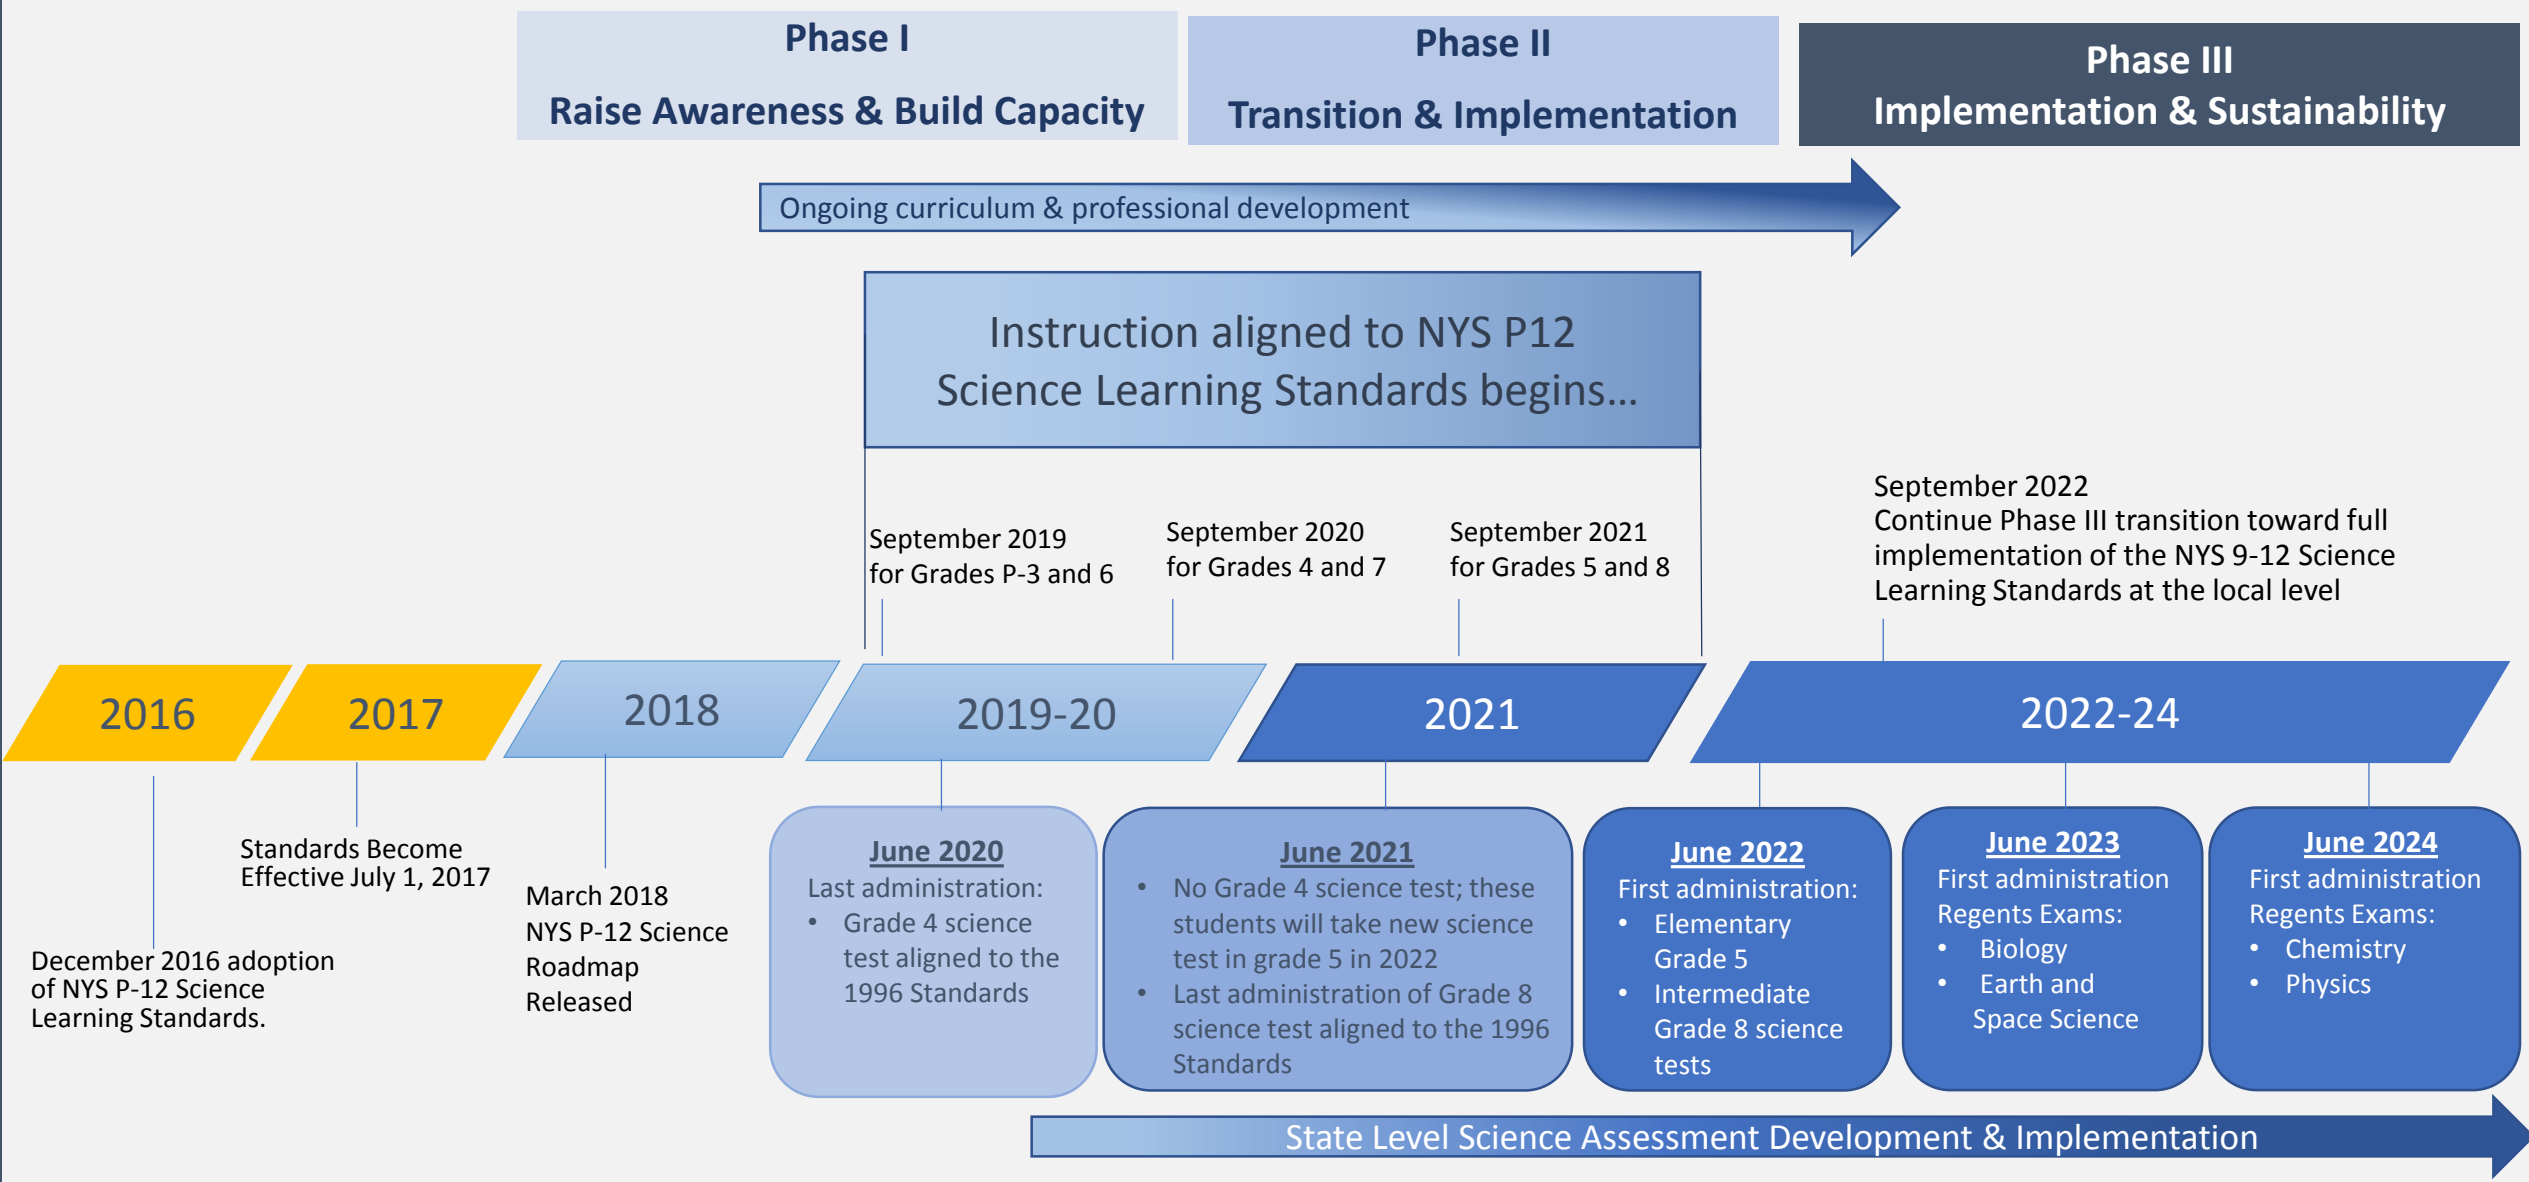 Phase I
Raise Awareness & Build Capacity
Phase II
Transition & Implementation
Phase III
Implementation & Sustainability
Ongoing curriculum & professional development
Instruction aligned to NYS P12
Science Learning Standards begins…
September 2019
for Grades P-3 and 6
September 2020
for Grades 4 and 7
September 2021
for Grades 5 and 8
September 2022
Continue Phase III transition toward full
implementation of the NYS 9-12 Science
Learning Standards at the local level
2016
2017
2018
2019-20
2021
2022-24
December 2016 adoption
of NYS P-12 Science
Learning Standards.
Standards Become
Effective July 1, 2017
March 2018
NYS P-12 Science
Roadmap
Released
June 2020
Last administration:
• Grade 4 science
test aligned to the
1996 Standards
June 2021
• No Grade 4 science test; these
students will take new science
test in grade 5 in 2022
• Last administration of Grade 8
science test aligned to the 1996
Standards
June 2022
First administration:
• Elementary
Grade 5
• Intermediate
Grade 8 science
tests
June 2023
First administration
Regents Exams:
• Biology
• Earth and
Space Science
June 2024
First administration
Regents Exams:
• Chemistry
• Physics
State Level Science Assessment Development & Implementation